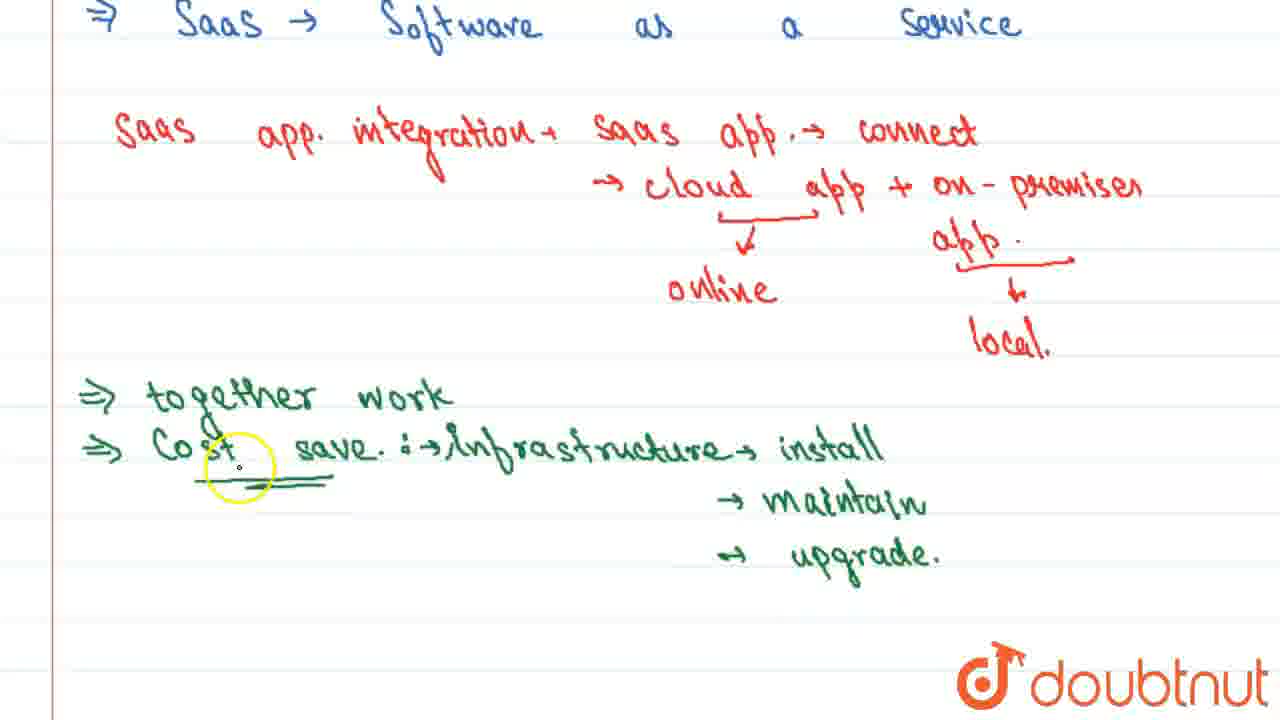 ⇒ SaaS → Software as a service
SaaS app. integration → SaaS app. → connect
→ cloud app + on-premises
app.
online
local.
⇒ together work
⇒ Cost save. : → Infrastructure → install
→ maintain
→ upgrade.
doubtnut